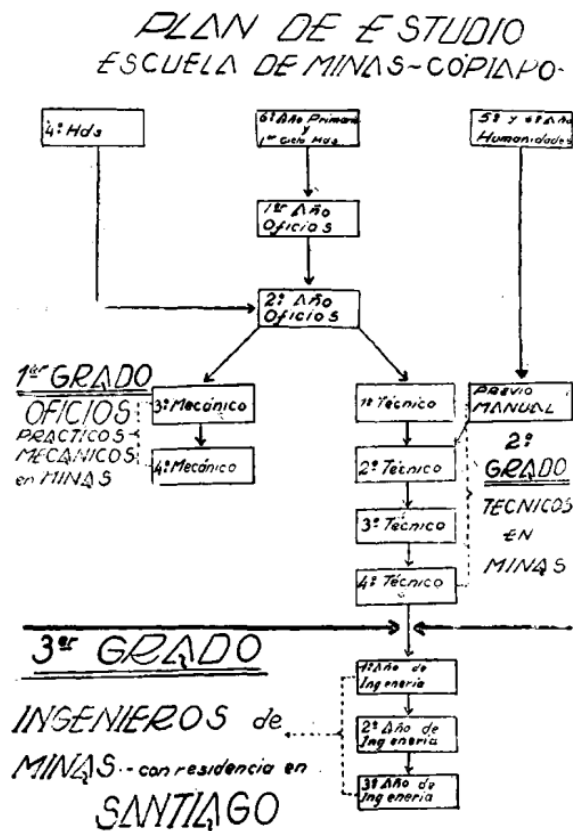 PLAN DE ESTUDIO
ESCUELA DE MINAS-COPIAPO-
4º Hds
6º Año Primaria
y
1er Ciclo Hds.
5º y 6º Año
Humanidades
1er Año
Oficios
2º Año
Oficios
1er GRADO
OFICIOS
PRACTICOS-
MECANICOS
en MINAS
3º Mecánico
4º Mecánico
1º Técnico
2º Técnico
3º Técnico
4º Técnico
PREVIO
MANUAL
2º
GRADO
TECNICOS
EN
MINAS
3er GRADO
INGENIEROS de
MINAS -- con residencia en
SANTIAGO
1º Año de
Ingeneria
2º Año de
Ingeneria
3º Año de
Ingeneria